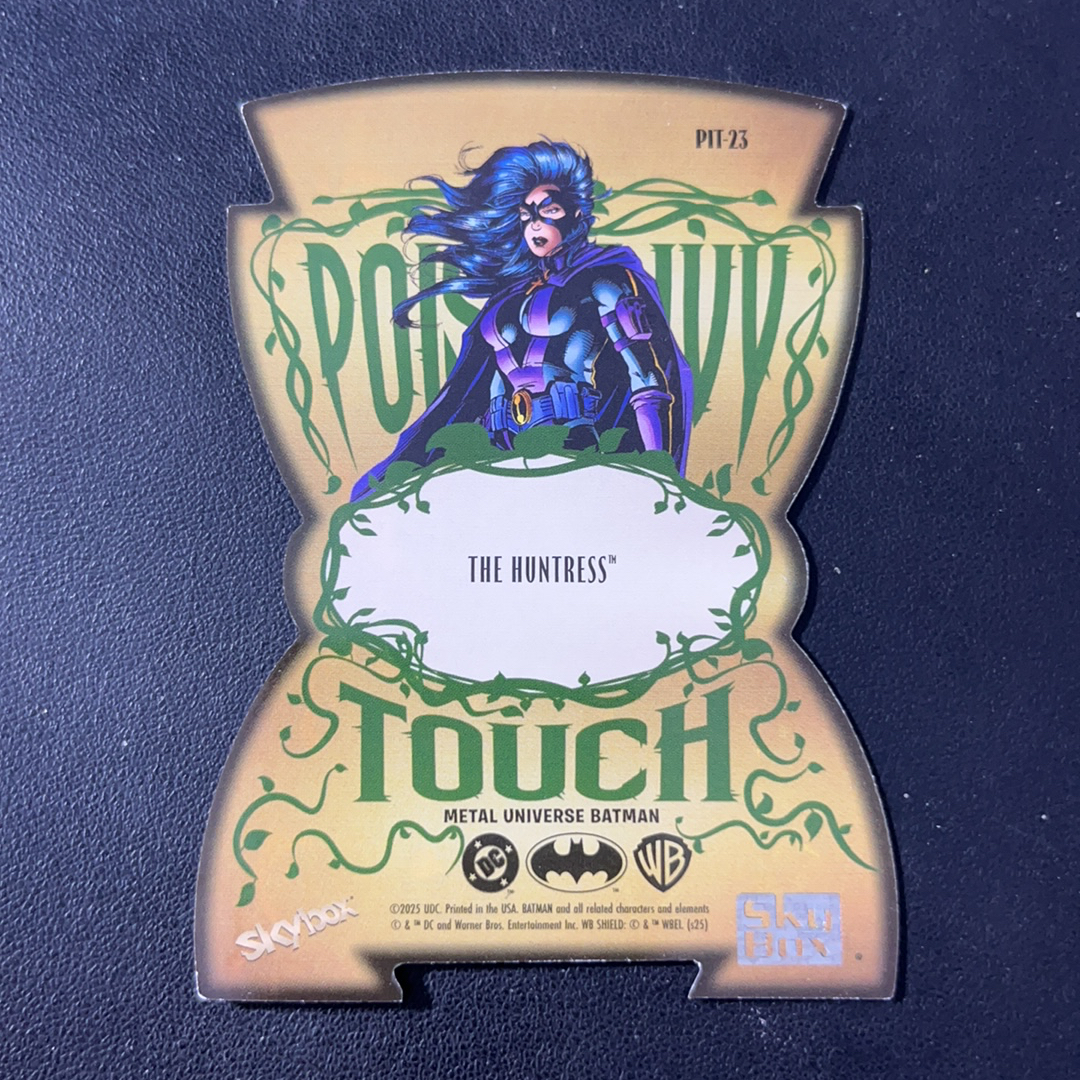 PIT-23
POISON IVY
THE HUNTRESS™
TOUCH
METAL UNIVERSE BATMAN
DC
WB
©2025 UDC. Printed in the USA. BATMAN and all related characters and elements
© & ™ DC and Warner Bros. Entertainment Inc. WB SHIELD: © & ™ WBEI. (s25)
skybox
Sky
Box